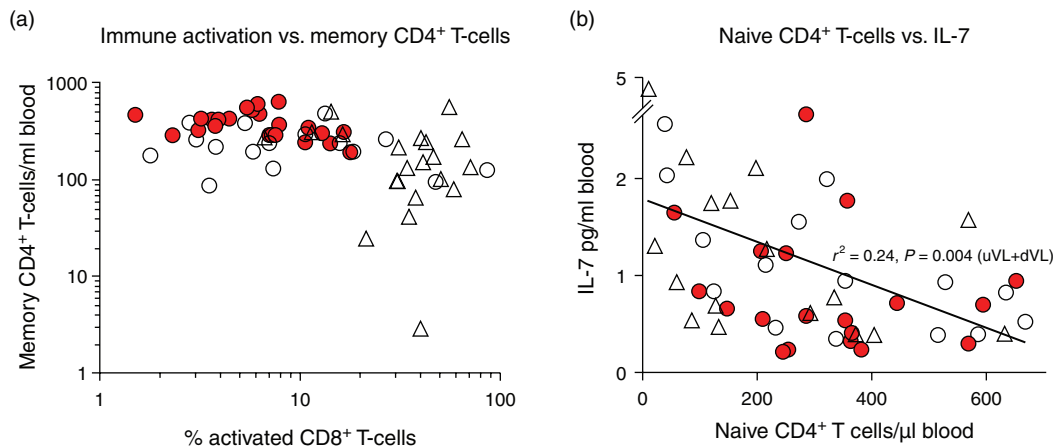 (a)
Immune activation vs. memory CD4⁺ T-cells
Memory CD4⁺ T-cells/ml blood
1000
100
10
1
1
10
100
% activated CD8⁺ T-cells
(b)
Naive CD4⁺ T-cells vs. IL-7
IL-7 pg/ml blood
5
2
1
0
r² = 0.24, P = 0.004 (uVL+dVL)
0
200
400
600
Naive CD4⁺ T cells/µl blood